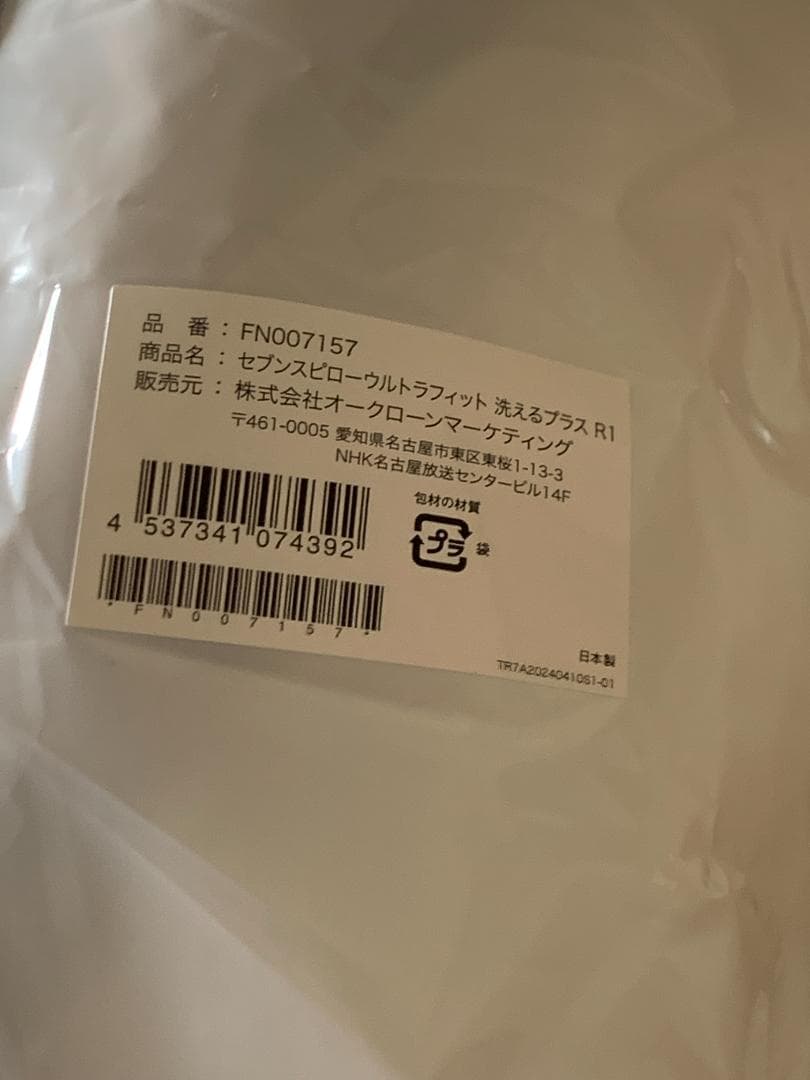 品　番 : FN007157
商品名 : セブンスピローウルトラフィット 洗えるプラス R1
販売元 : 株式会社オークローンマーケティング
〒461-0005 愛知県名古屋市東区東桜1-13-3
NHK名古屋放送センタービル14F
4 537341 074392
包材の材質
プラ 袋
*FN007157*
日本製
TR7A20240410S1-01